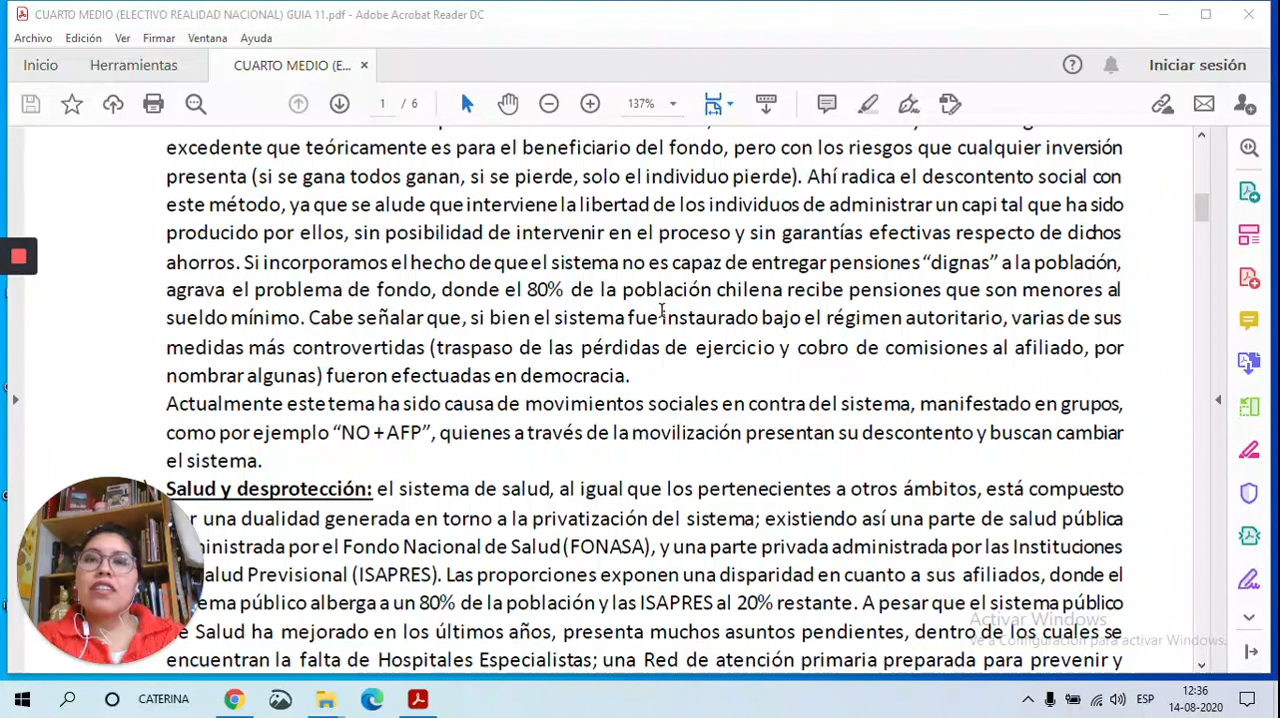 CUARTO MEDIO (ELECTIVO REALIDAD NACIONAL) GUIA 11.pdf - Adobe Acrobat Reader DC
Archivo Edición Ver Firmar Ventana Ayuda
Inicio Herramientas CUARTO MEDIO (E... Iniciar sesión
1 / 6 137%
excedente que teóricamente es para el beneficiario del fondo, pero con los riesgos que cualquier inversión
presenta (si se gana todos ganan, si se pierde, solo el individuo pierde). Ahí radica el descontento social con
este método, ya que se alude que intervienen la libertad de los individuos de administrar un capi tal que ha sido
producido por ellos, sin posibilidad de intervenir en el proceso y sin garantías efectivas respecto de dichos
ahorros. Si incorporamos el hecho de que el sistema no es capaz de entregar pensiones “dignas” a la población,
agrava el problema de fondo, donde el 80% de la población chilena recibe pensiones que son menores al
sueldo mínimo. Cabe señalar que, si bien el sistema fue instaurado bajo el régimen autoritario, varias de sus
medidas más controvertidas (traspaso de las pérdidas de ejercicio y cobro de comisiones al afiliado, por
nombrar algunas) fueron efectuadas en democracia.
Actualmente este tema ha sido causa de movimientos sociales en contra del sistema, manifestado en grupos,
como por ejemplo “NO + AFP”, quienes a través de la movilización presentan su descontento y buscan cambiar
el sistema.
Salud y desprotección: el sistema de salud, al igual que los pertenecientes a otros ámbitos, está compuesto
una dualidad generada en torno a la privatización del sistema; existiendo así una parte de salud pública
ministrada por el Fondo Nacional de Salud (FONASA), y una parte privada administrada por las Instituciones
alud Previsional (ISAPRES). Las proporciones exponen una disparidad en cuanto a sus afiliados, donde el
ema público alberga a un 80% de la población y las ISAPRES al 20% restante. A pesar que el sistema público
Salud ha mejorado en los últimos años, presenta muchos asuntos pendientes, dentro de los cuales se
encuentran la falta de Hospitales Especialistas; una Red de atención primaria preparada para prevenir y
Activar Windows
Ve a Configuración para activar Windows.
CATERINA ESP 12:36
14-08-2020